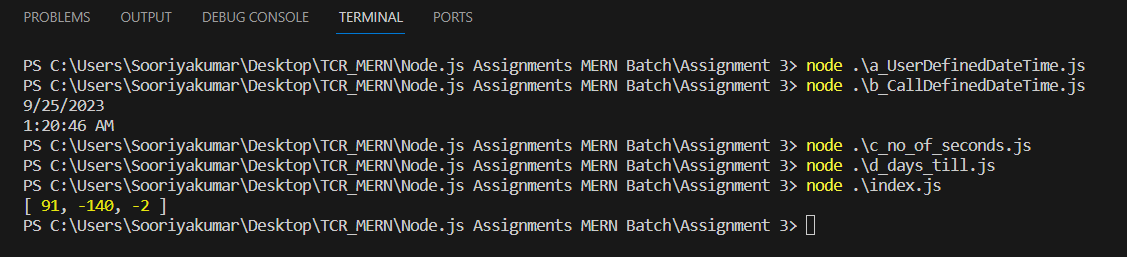 PROBLEMS OUTPUT DEBUG CONSOLE TERMINAL PORTS
PS C:\Users\Sooriyakumar\Desktop\TCR_MERN\Node.js Assignments MERN Batch\Assignment 3> node .\a_UserDefinedDateTime.js
PS C:\Users\Sooriyakumar\Desktop\TCR_MERN\Node.js Assignments MERN Batch\Assignment 3> node .\b_CallDefinedDateTime.js
9/25/2023
1:20:46 AM
PS C:\Users\Sooriyakumar\Desktop\TCR_MERN\Node.js Assignments MERN Batch\Assignment 3> node .\c_no_of_seconds.js
PS C:\Users\Sooriyakumar\Desktop\TCR_MERN\Node.js Assignments MERN Batch\Assignment 3> node .\d_days_till.js
PS C:\Users\Sooriyakumar\Desktop\TCR_MERN\Node.js Assignments MERN Batch\Assignment 3> node .\index.js
[ 91, -140, -2 ]
PS C:\Users\Sooriyakumar\Desktop\TCR_MERN\Node.js Assignments MERN Batch\Assignment 3>